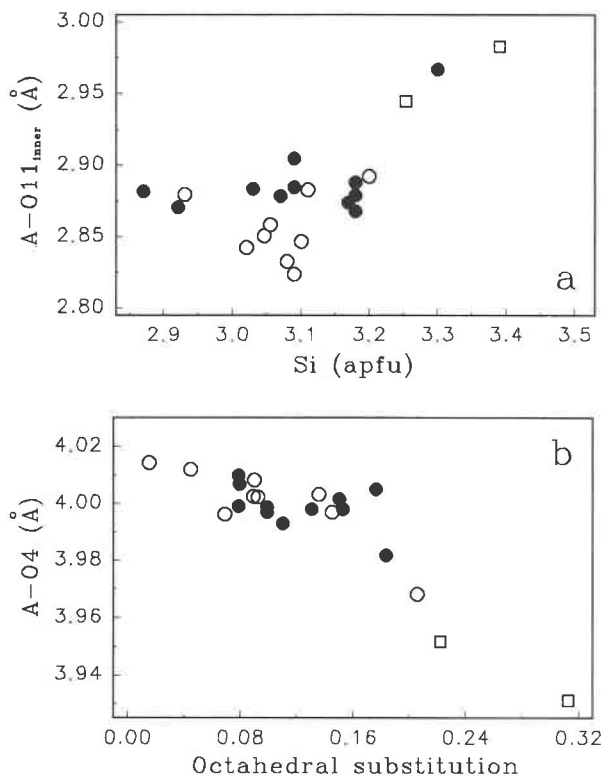 3.00
2.95
2.90
2.85
2.80
A-O11inner (Å)
a
2.9 3.0 3.1 3.2 3.3 3.4 3.5
Si (apfu)
4.02
4.00
3.98
3.96
3.94
A-O4 (Å)
b
0.00 0.08 0.16 0.24 0.32
Octahedral substitution